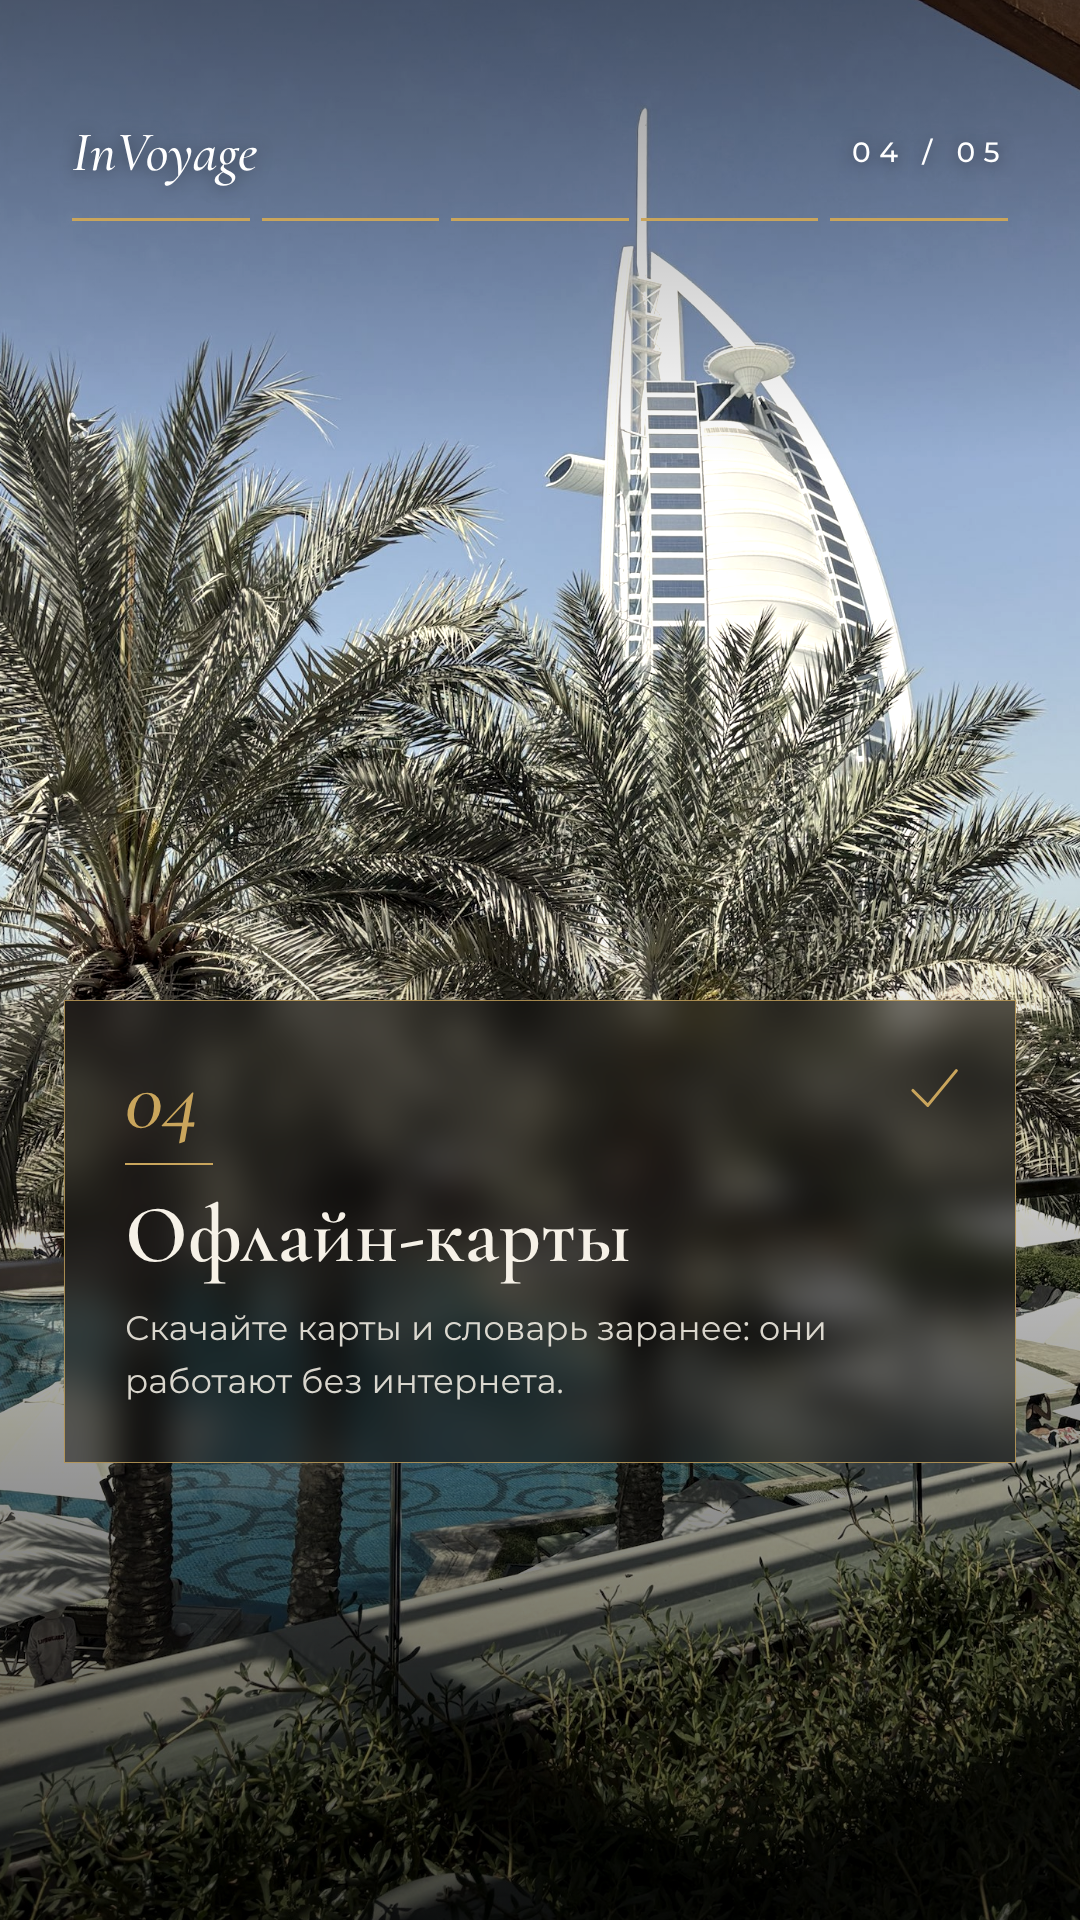 InVoyage
04 / 05
04
Офлайн-карты
Скачайте карты и словарь заранее: они
работают без интернета.